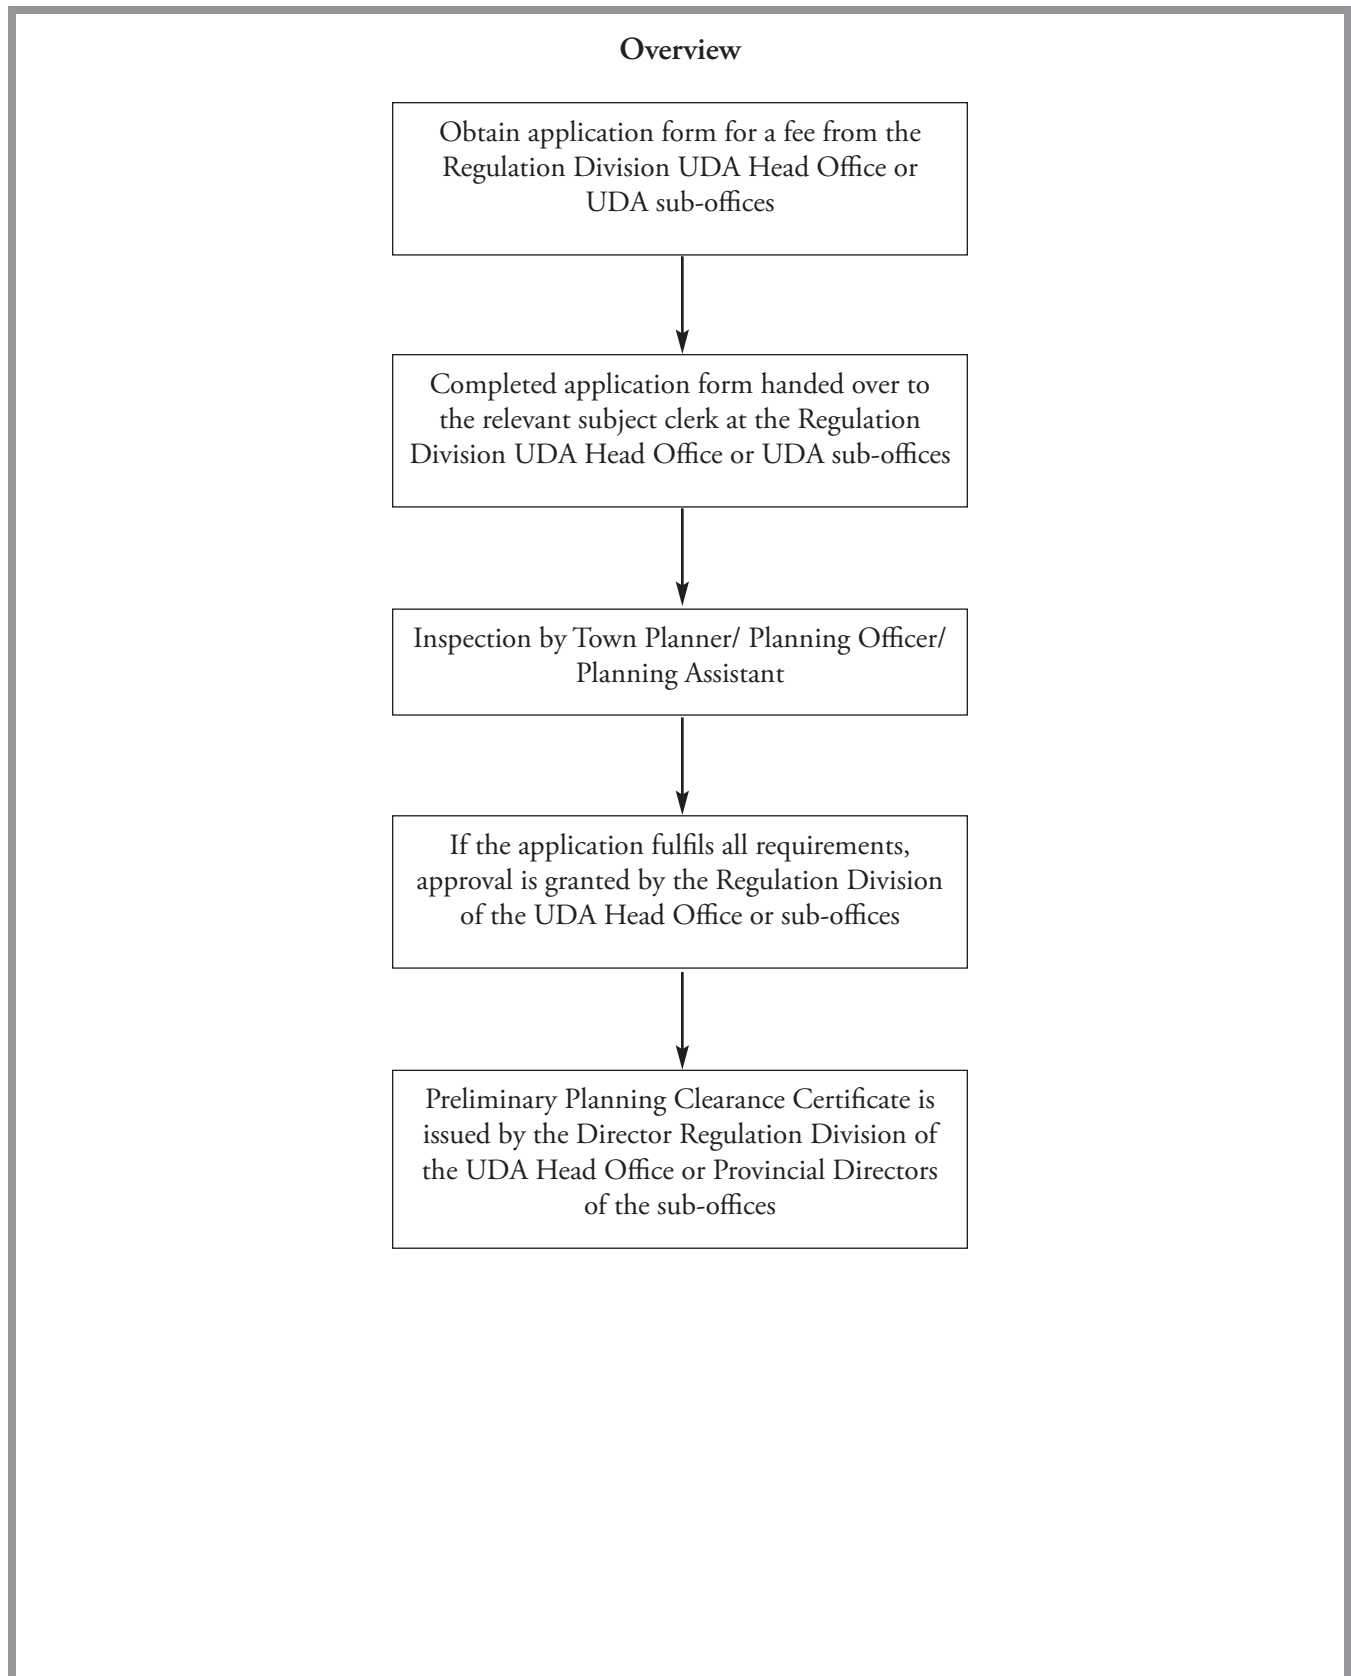 Overview
Obtain application form for a fee from the
Regulation Division UDA Head Office or
UDA sub-offices
Completed application form handed over to
the relevant subject clerk at the Regulation
Division UDA Head Office or UDA sub-offices
Inspection by Town Planner/ Planning Officer/
Planning Assistant
If the application fulfils all requirements,
approval is granted by the Regulation Division
of the UDA Head Office or sub-offices
Preliminary Planning Clearance Certificate is
issued by the Director Regulation Division of
the UDA Head Office or Provincial Directors
of the sub-offices